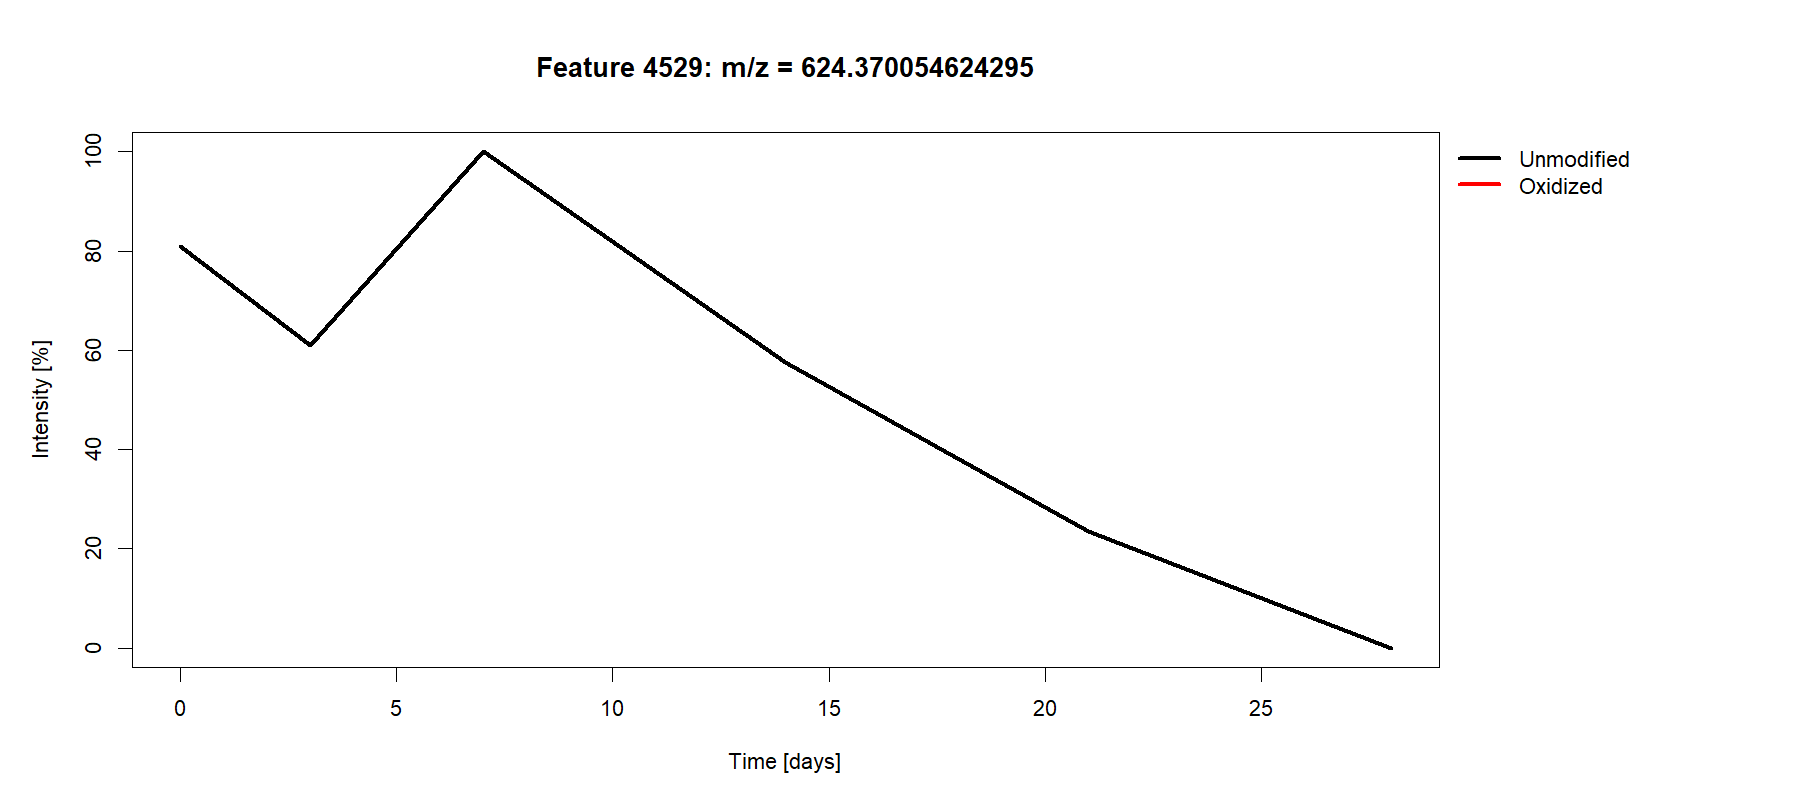 Feature 4529: m/z = 624.370054624295
Unmodified
Oxidized
Intensity [%]
100
80
60
40
20
0
0 5 10 15 20 25
Time [days]